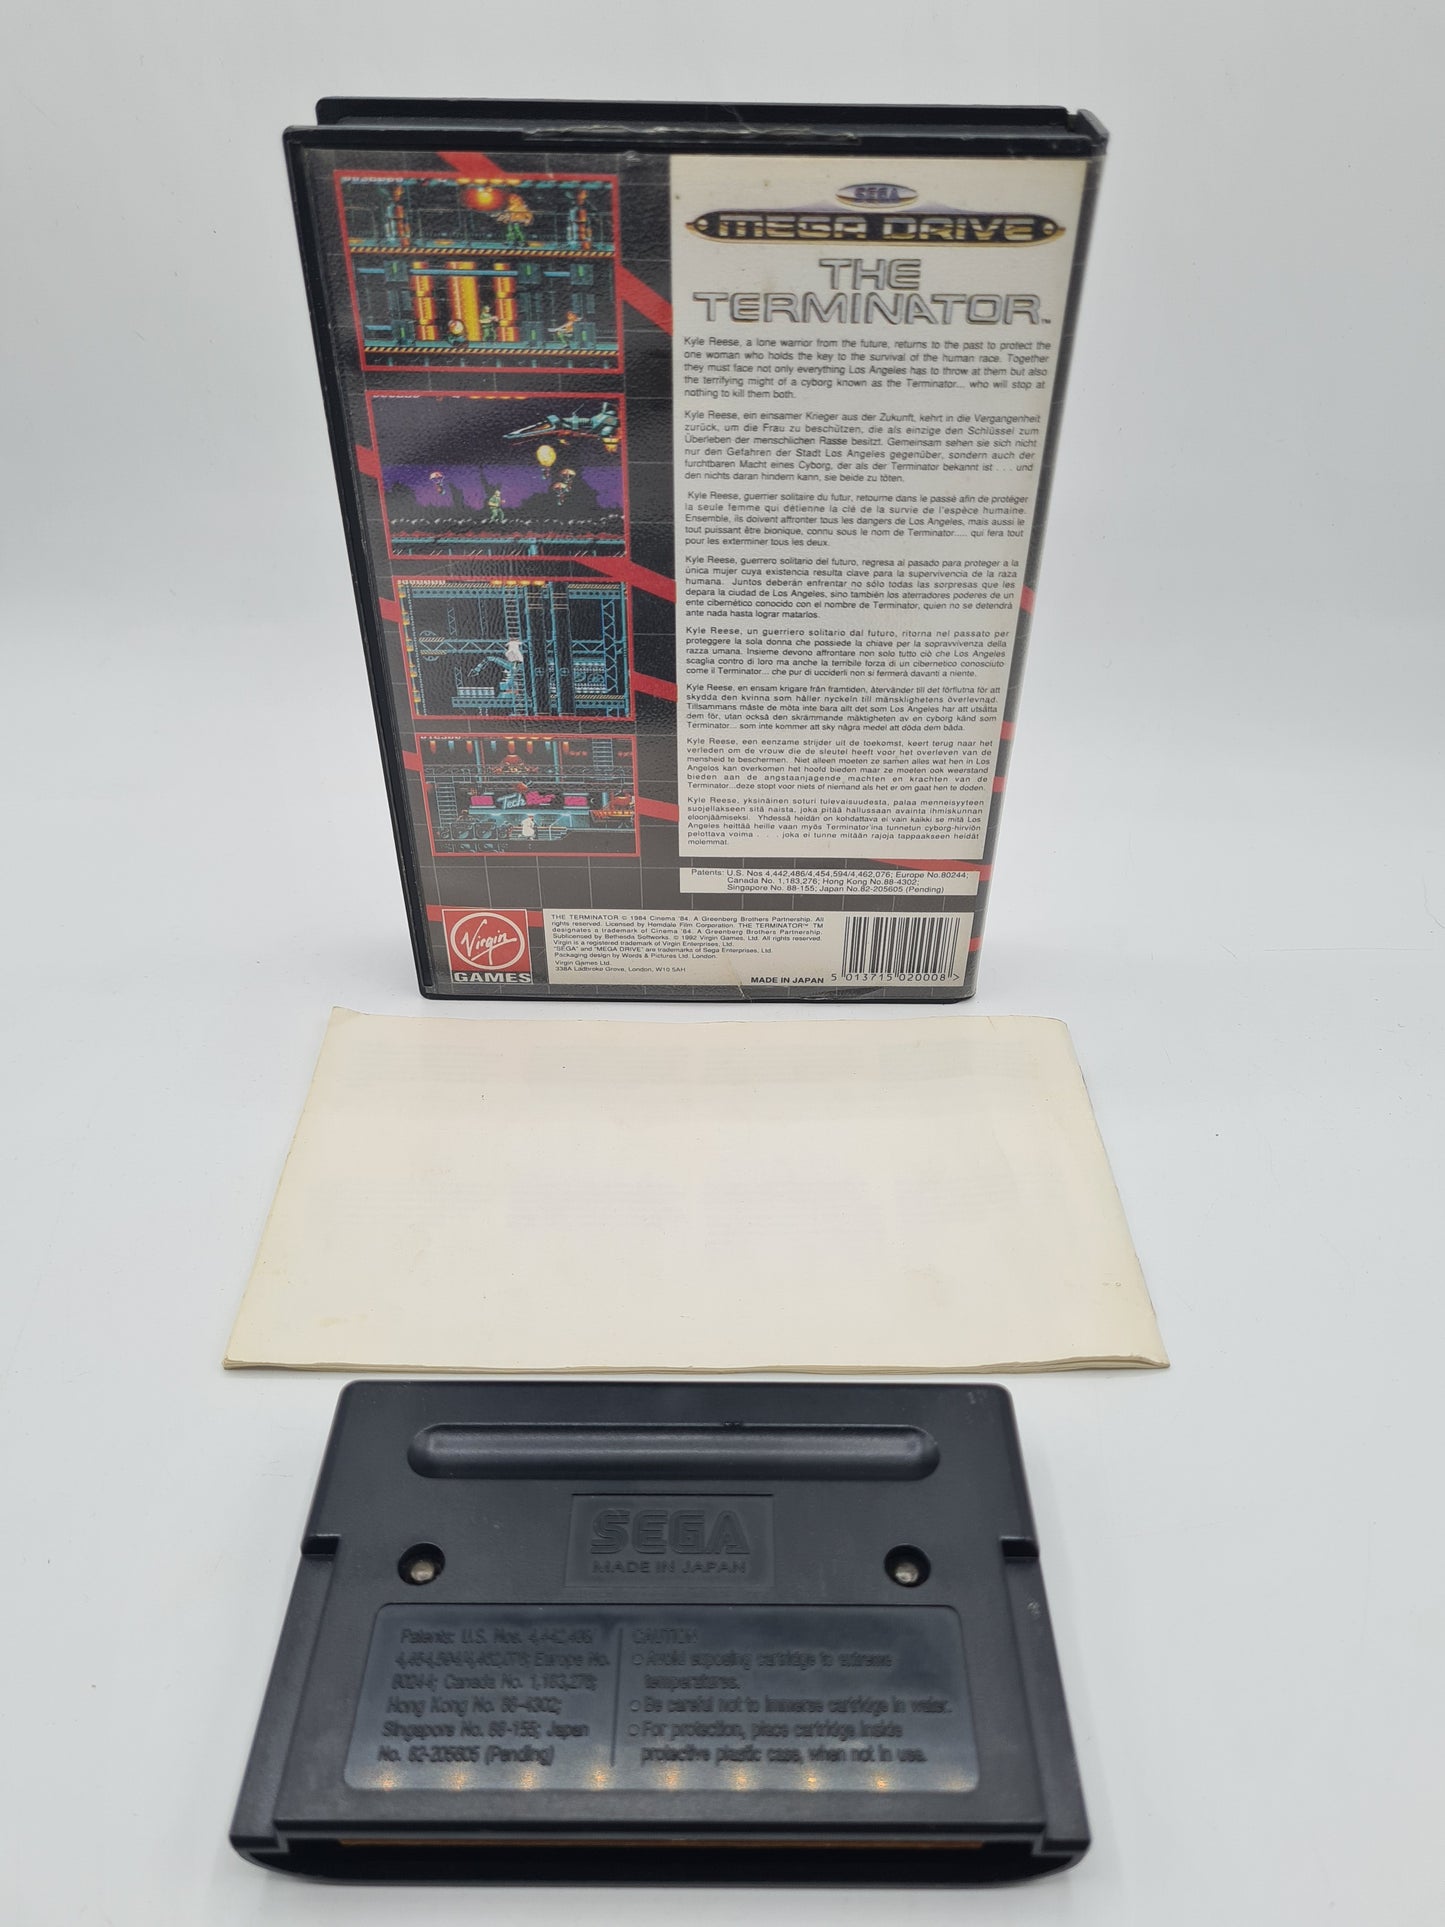 SEGA
MEGA DRIVE
THE
TERMINATOR™
Kyle Reese, a lone warrior from the future, returns to the past to protect the
one woman who holds the key to the survival of the human race. Together
they must face not only everything Los Angeles has to throw at them but also
the terrifying might of a cyborg known as the Terminator... who will stop at
nothing to kill them both.
Kyle Reese, ein einsamer Krieger aus der Zukunft, kehrt in die Vergangenheit
zurück, um die Frau zu beschützen, die als einzige den Schlüssel zum
Überleben der menschlichen Rasse besitzt. Gemeinsam sehen sie sich nicht
nur den Gefahren der Stadt Los Angeles gegenüber, sondern auch der
furchtbaren Macht eines Cyborg, der als der Terminator bekannt ist . . . und
den nichts daran hindern kann, sie beide zu töten.
Kyle Reese, guerrier solitaire du futur, retourne dans le passé afin de protéger
la seule femme qui détienne la clé de la survie de l'espèce humaine.
Ensemble, ils doivent affronter tous les dangers de Los Angeles, mais aussi le
tout puissant être bionique, connu sous le nom de Terminator..... qui fera tout
pour les exterminer tous les deux.
Kyle Reese, guerrero solitario del futuro, regresa al pasado para proteger a la
única mujer cuya existencia resulta clave para la supervivencia de la raza
humana. Juntos deberán enfrentar no sólo todas las sorpresas que les
depara la ciudad de Los Angeles, sino también los aterradores poderes de un
ente cibernético conocido con el nombre de Terminator, quien no se detendrá
ante nada hasta lograr matarlos.
Kyle Reese, un guerriero solitario dal futuro, ritorna nel passato per
proteggere la sola donna che possiede la chiave per la sopravvivenza della
razza umana. Insieme devono affrontare non solo tutto ciò che Los Angeles
scaglia contro di loro ma anche la terribile forza di un cibernetico conosciuto
come il Terminator... che pur di ucciderli non si fermerà davanti a niente.
Kyle Reese, en ensam krigare från framtiden, återvänder till det förflutna för att
skydda den kvinna som håller nyckeln till mänsklighetens överlevnad.
Tillsammans måste de möta inte bara allt det som Los Angeles har att utsätta
dem för, utan också den skrämmande mäktigheten av en cyborg känd som
Terminator... som inte kommer att sky några medel att döda dem båda.
Kyle Reese, een eenzame strijder uit de toekomst, keert terug naar het
verleden om de vrouw die de sleutel heeft voor het overleven van de
mensheid te beschermen. Niet alleen moeten ze samen alles wat hen in Los
Angelos kan overkomen het hoofd bieden maar ze moeten ook weerstand
bieden aan de angstaanjagende machten en krachten van de
Terminator...deze stopt voor niets of niemand als het er om gaat hen te doden.
Kyle Reese, yksinäinen soturi tulevaisuudesta, palaa menneisyyteen
suojellakseen sitä naista, joka pitää hallussaan avainta ihmiskunnan
eloonjäämiseksi. Yhdessä heidän on kohdattava ei vain kaikki se mitä Los
Angeles heittää heille vaan myös Terminator'ina tunnetun cyborg-hirviön
pelottava voima . . . joka ei tunne mitään rajoja tappaakseen heidät
molemmat.
Patents: U.S. Nos 4,442,486/4,454,594/4,462,076; Europe No.80244;
Canada No. 1,183,276; Hong Kong No.88-4302;
Singapore No. 88-155; Japan No.82-205605 (Pending)
Tech
Virgin
GAMES
THE TERMINATOR © 1984 Cinema '84. A Greenberg Brothers Partnership. All
rights reserved. Licensed by Hemdale Film Corporation. THE TERMINATOR™ TM
designates a trademark of Cinema '84. A Greenberg Brothers Partnership.
Sublicenced by Bethesda Softworks. © 1992 Virgin Games, Ltd. All rights reserved.
Virgin is a registered trademark of Virgin Enterprises, Ltd.
"SEGA" and "MEGA DRIVE" are trademarks of Sega Enterprises, Ltd.
Packaging design by Words & Pictures Ltd. London.
Virgin Games Ltd.
338A Ladbroke Grove, London, W10 5AH
MADE IN JAPAN
5 013715 020008 >
SEGA
MADE IN JAPAN
Patents: U.S. Nos. 4,442,486/
4,454,594/4,462,076; Europe No.
80244; Canada No. 1,183,276;
Hong Kong No. 88-4302;
Singapore No. 88-155; Japan
No. 82-205605 (Pending)
CAUTION
○ Avoid exposing cartridge to extreme
temperatures.
○ Be careful not to immerse cartridge in water.
○ For protection, place cartridge inside
protective plastic case, when not in use.